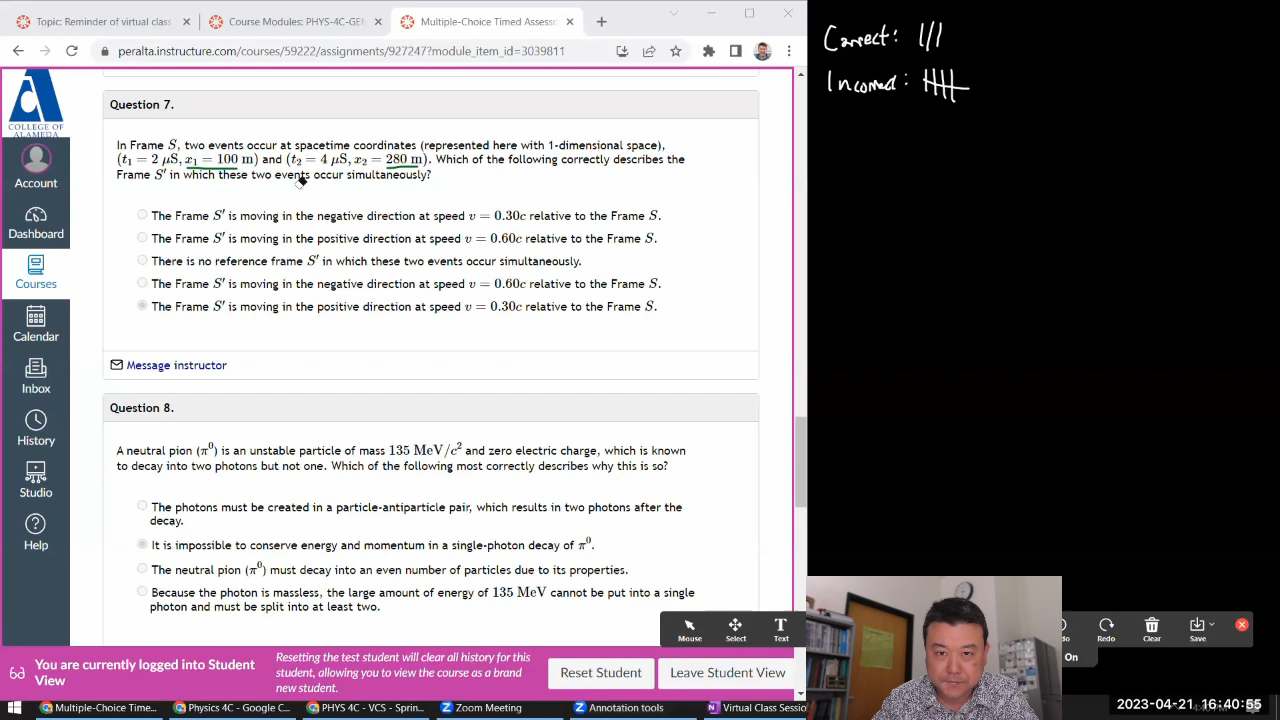 Topic: Reminder of virtual class
Course Modules: PHYS-4C-GEN
Multiple-Choice Timed Assessm
peralta.instructure.com/courses/59222/assignments/927247?module_item_id=3039811
Correct: |||
Incorrect: ||||
COLLEGE OF
ALAMEDA
Account
Dashboard
Courses
Calendar
Inbox
History
Studio
Help
Question 7.
In Frame S, two events occur at spacetime coordinates (represented here with 1-dimensional space),
(t₁ = 2 μS, x₁ = 100 m) and (t₂ = 4 μS, x₂ = 280 m). Which of the following correctly describes the
Frame S′ in which these two events occur simultaneously?
The Frame S′ is moving in the negative direction at speed v = 0.30c relative to the Frame S.
The Frame S′ is moving in the positive direction at speed v = 0.60c relative to the Frame S.
There is no reference frame S′ in which these two events occur simultaneously.
The Frame S′ is moving in the negative direction at speed v = 0.60c relative to the Frame S.
The Frame S′ is moving in the positive direction at speed v = 0.30c relative to the Frame S.
Message instructor
Question 8.
A neutral pion (π⁰) is an unstable particle of mass 135 MeV/c² and zero electric charge, which is known
to decay into two photons but not one. Which of the following most correctly describes why this is so?
The photons must be created in a particle-antiparticle pair, which results in two photons after the
decay.
It is impossible to conserve energy and momentum in a single-photon decay of π⁰.
The neutral pion (π⁰) must decay into an even number of particles due to its properties.
Because the photon is massless, the large amount of energy of 135 MeV cannot be put into a single
photon and must be split into at least two.
Mouse
Select
Text
Redo
Clear
Save
On
You are currently logged into Student
View
Resetting the test student will clear all history for this
student, allowing you to view the course as a brand
new student.
Reset Student
Leave Student View
Multiple-Choice Time...
Physics 4C - Google C...
PHYS 4C - VCS - Sprin...
Zoom Meeting
Annotation tools
Virtual Class Sessio
2023-04-21 16:40:55